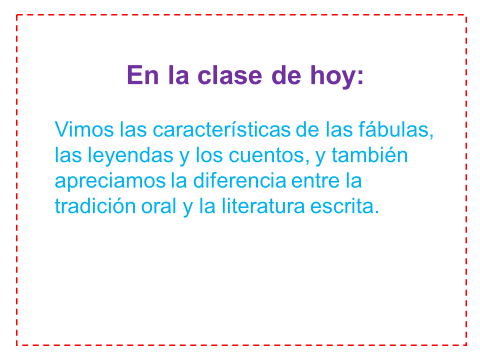 En la clase de hoy:
Vimos las características de las fábulas,
las leyendas y los cuentos, y también
apreciamos la diferencia entre la
tradición oral y la literatura escrita.